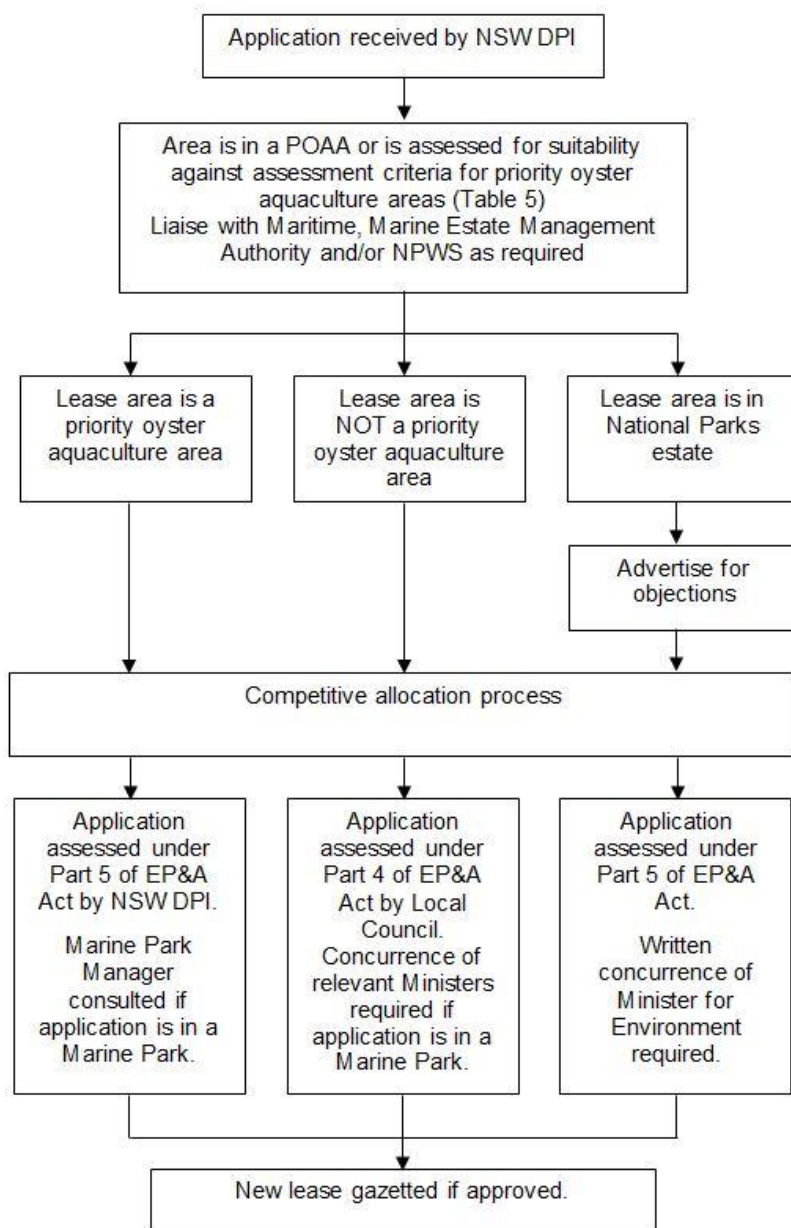 Application received by NSW DPI
Area is in a POAA or is assessed for suitability
against assessment criteria for priority oyster
aquaculture areas (Table 5)
Liaise with Maritime, Marine Estate Management
Authority and/or NPWS as required
Lease area is a
priority oyster
aquaculture area
Lease area is
NOT a priority
oyster aquaculture
area
Lease area is in
National Parks
estate
Advertise for
objections
Competitive allocation process
Application
assessed under
Part 5 of EP&A
Act by NSW DPI.
Marine Park
Manager
consulted if
application is in a
Marine Park.
Application
assessed under
Part 4 of EP&A
Act by Local
Council.
Concurrence of
relevant Ministers
required if
application is in a
Marine Park.
Application
assessed under
Part 5 of EP&A
Act.
Written
concurrence of
Minister for
Environment
required.
New lease gazetted if approved.